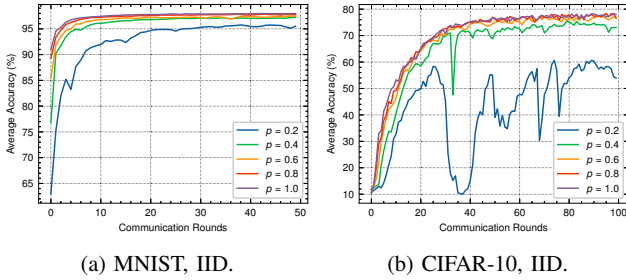 Average Accuracy (%)
95
90
85
80
75
70
65
0
10
20
30
40
50
Communication Rounds
p = 0.2
p = 0.4
p = 0.6
p = 0.8
p = 1.0
(a) MNIST, IID.
Average Accuracy (%)
80
70
60
50
40
30
20
10
0
20
40
60
80
100
Communication Rounds
p = 0.2
p = 0.4
p = 0.6
p = 0.8
p = 1.0
(b) CIFAR-10, IID.